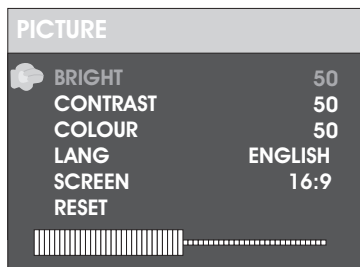 PICTURE
BRIGHT 50
CONTRAST 50
COLOUR 50
LANG ENGLISH
SCREEN 16:9
RESET